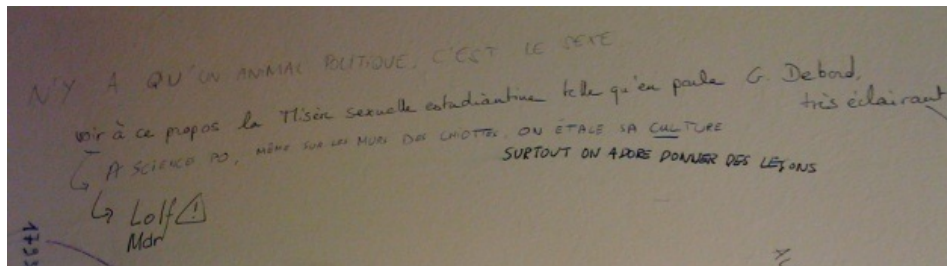 N'Y A QU'UN ANIMAL POLITIQUE, C'EST LE SEXE
voir à ce propos la Misère sexuelle estudiantine telle qu'en parle G. Debord,
très éclairant
A SCIENCE PO, MÊME SUR LES MURS DES CHIOTTES, ON ÉTALE SA CULTURE
SURTOUT ON ADORE DONNER DES LEÇONS
Lolf
Mdr